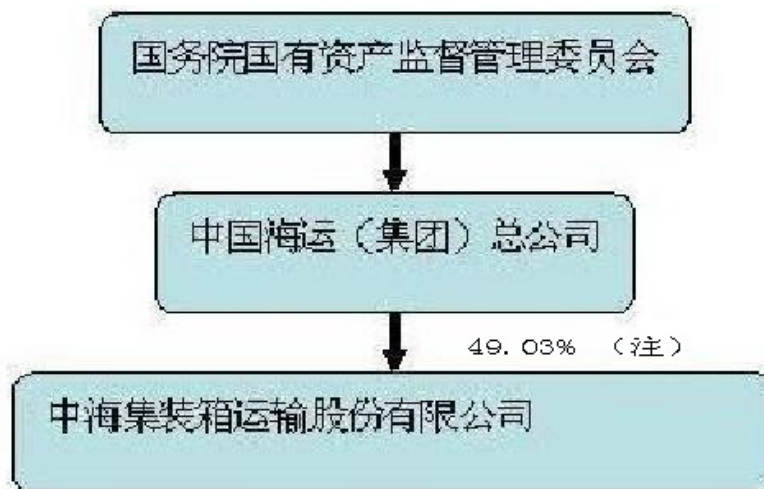 国务院国有资产监督管理委员会
中国海运（集团）总公司
49.03% （注）
中海集装箱运输股份有限公司